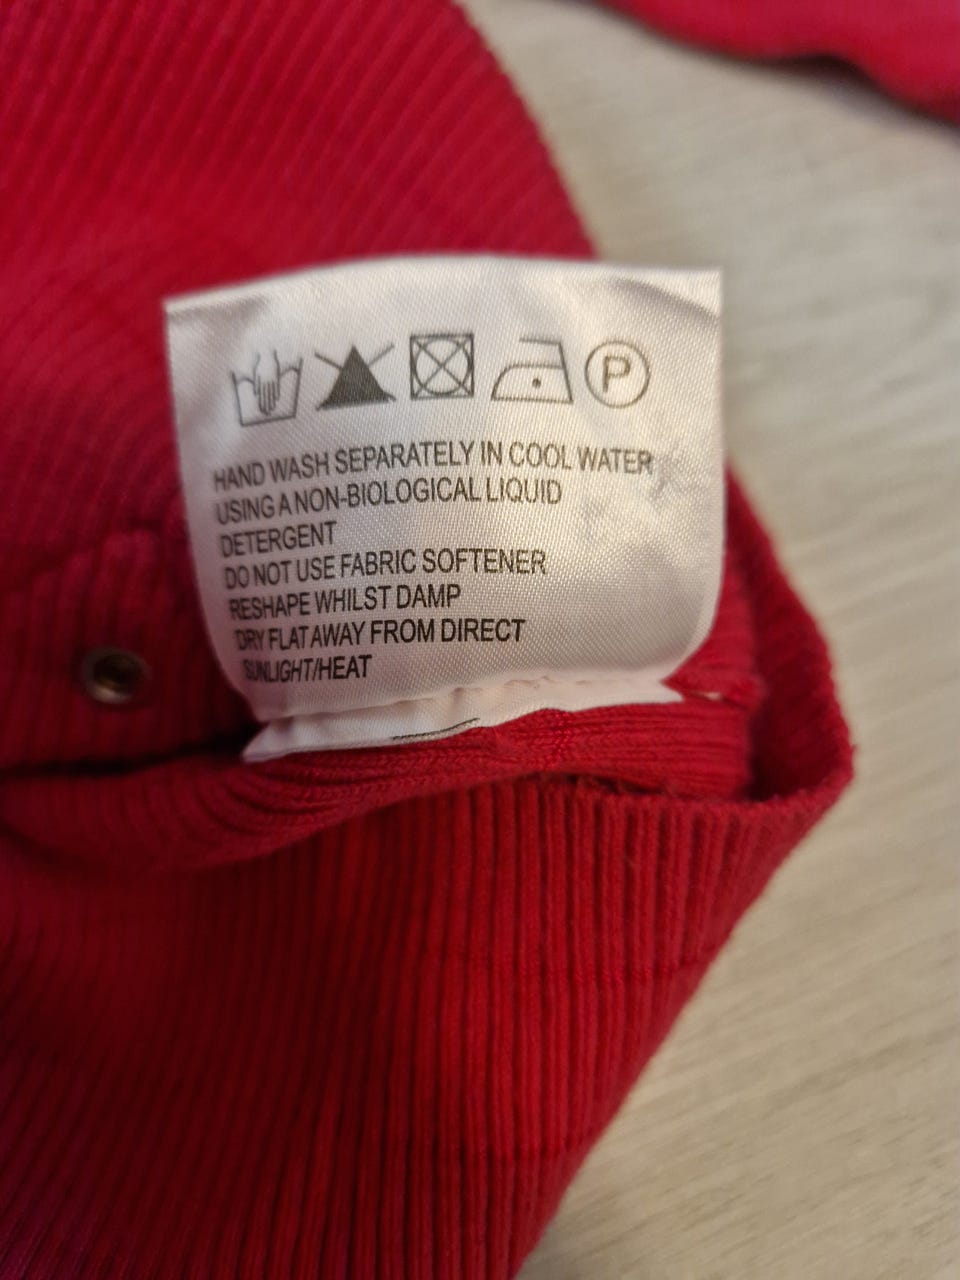 P
HAND WASH SEPARATELY IN COOL WATER
USING A NON-BIOLOGICAL LIQUID
DETERGENT
DO NOT USE FABRIC SOFTENER
RESHAPE WHILST DAMP
DRY FLAT AWAY FROM DIRECT
SUNLIGHT/HEAT